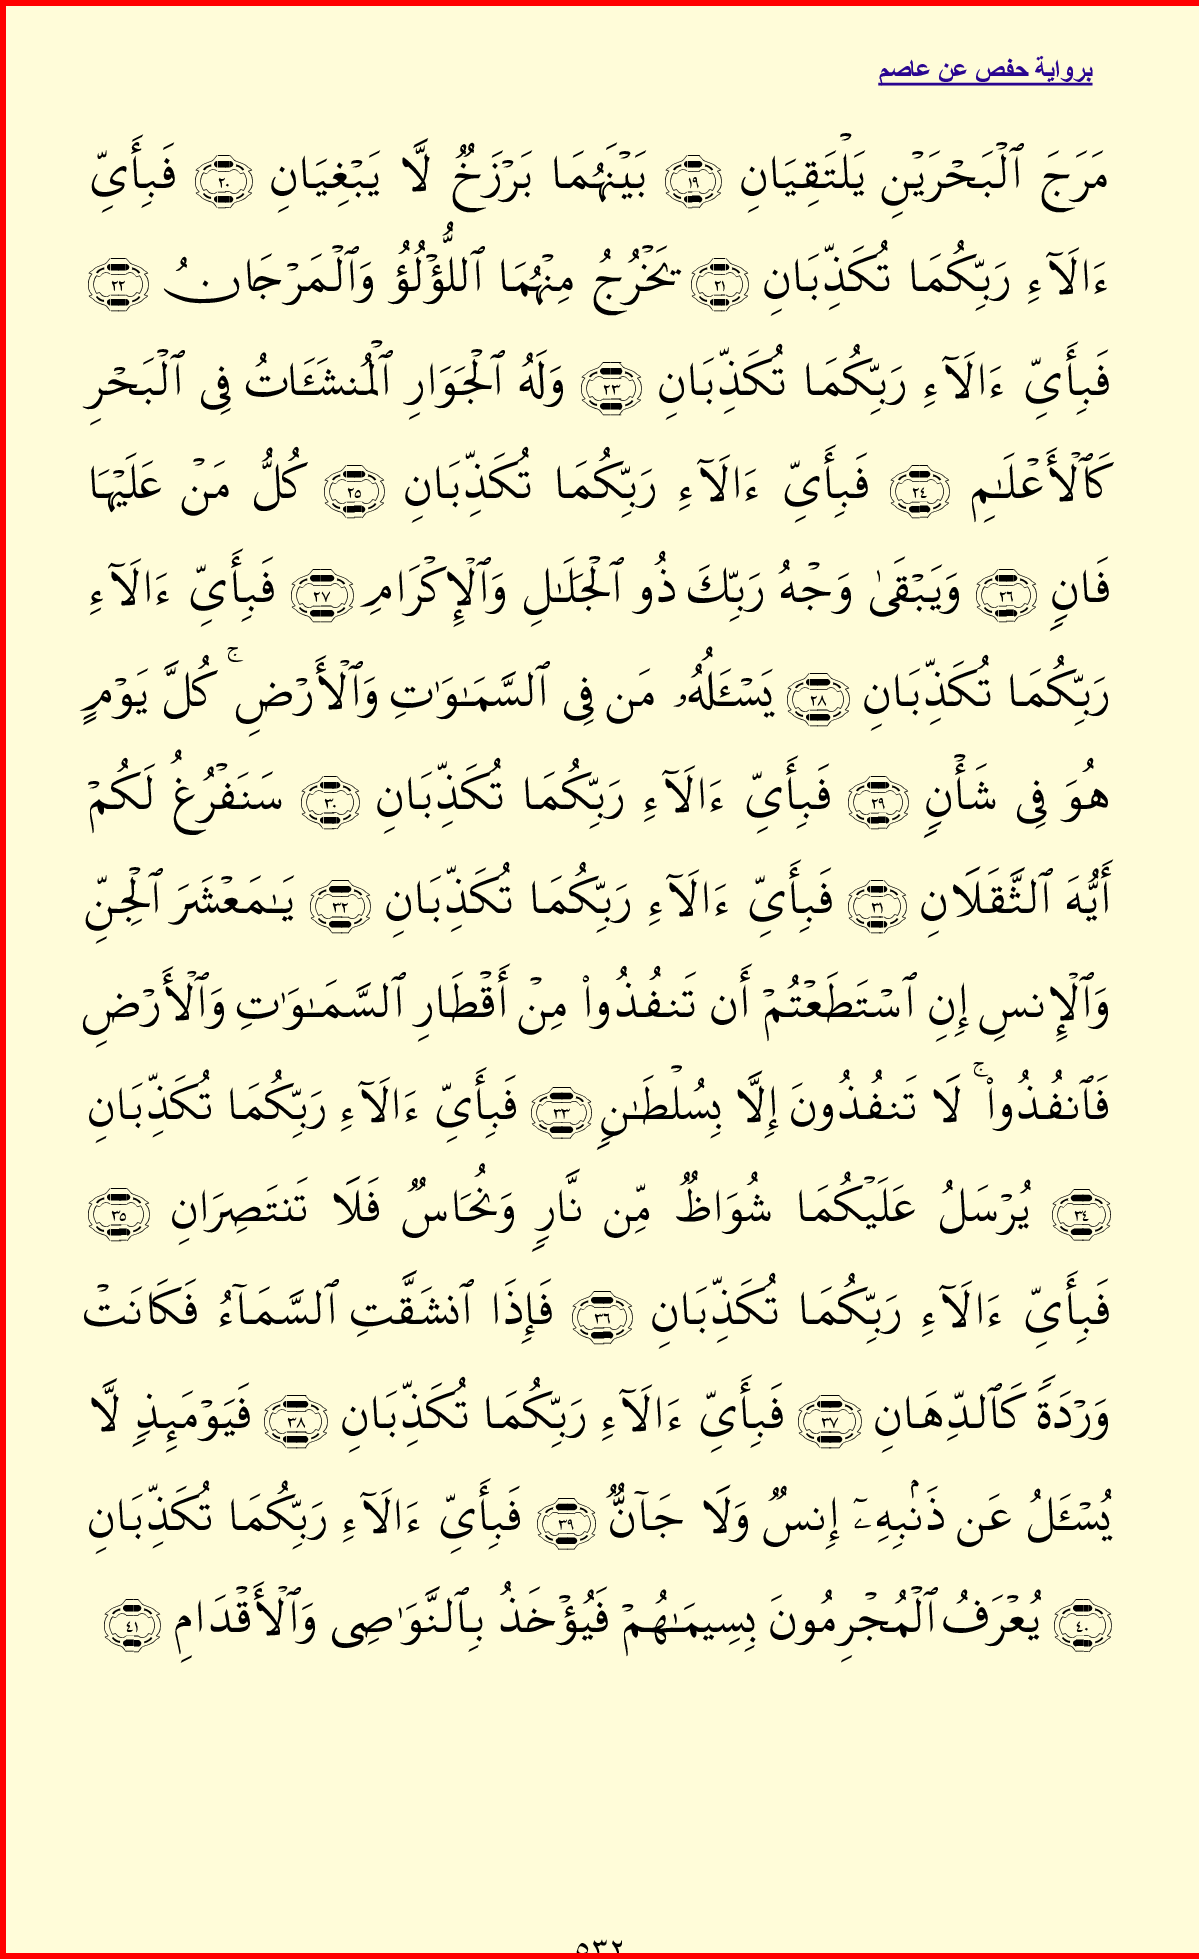 برواية حفص عن عاصم
مَرَجَ ٱلْبَحْرَيْنِ يَلْتَقِيَانِ ١٩ بَيْنَهُمَا بَرْزَخٌ لَّا يَبْغِيَانِ ٢٠ فَبِأَىِّ
ءَالَآءِ رَبِّكُمَا تُكَذِّبَانِ ٢١ يَخْرُجُ مِنْهُمَا ٱللُّؤْلُؤُ وَٱلْمَرْجَانُ ٢٢
فَبِأَىِّ ءَالَآءِ رَبِّكُمَا تُكَذِّبَانِ ٢٣ وَلَهُ ٱلْجَوَارِ ٱلْمُنشَـَٔاتُ فِى ٱلْبَحْرِ
كَٱلْأَعْلَـٰمِ ٢٤ فَبِأَىِّ ءَالَآءِ رَبِّكُمَا تُكَذِّبَانِ ٢٥ كُلُّ مَنْ عَلَيْهَا
فَانٍ ٢٦ وَيَبْقَىٰ وَجْهُ رَبِّكَ ذُو ٱلْجَلَـٰلِ وَٱلْإِكْرَامِ ٢٧ فَبِأَىِّ ءَالَآءِ
رَبِّكُمَا تُكَذِّبَانِ ٢٨ يَسْـَٔلُهُۥ مَن فِى ٱلسَّمَـٰوَٰتِ وَٱلْأَرْضِ ۚ كُلَّ يَوْمٍ
هُوَ فِى شَأْنٍ ٢٩ فَبِأَىِّ ءَالَآءِ رَبِّكُمَا تُكَذِّبَانِ ٣٠ سَنَفْرُغُ لَكُمْ
أَيُّهَ ٱلثَّقَلَانِ ٣١ فَبِأَىِّ ءَالَآءِ رَبِّكُمَا تُكَذِّبَانِ ٣٢ يَـٰمَعْشَرَ ٱلْجِنِّ
وَٱلْإِنسِ إِنِ ٱسْتَطَعْتُمْ أَن تَنفُذُوا۟ مِنْ أَقْطَارِ ٱلسَّمَـٰوَٰتِ وَٱلْأَرْضِ
فَٱنفُذُوا۟ ۚ لَا تَنفُذُونَ إِلَّا بِسُلْطَـٰنٍ ٣٣ فَبِأَىِّ ءَالَآءِ رَبِّكُمَا تُكَذِّبَانِ
٣٤ يُرْسَلُ عَلَيْكُمَا شُوَاظٌ مِّن نَّارٍ وَنُحَاسٌ فَلَا تَنتَصِرَانِ ٣٥
فَبِأَىِّ ءَالَآءِ رَبِّكُمَا تُكَذِّبَانِ ٣٦ فَإِذَا ٱنشَقَّتِ ٱلسَّمَآءُ فَكَانَتْ
وَرْدَةً كَٱلدِّهَانِ ٣٧ فَبِأَىِّ ءَالَآءِ رَبِّكُمَا تُكَذِّبَانِ ٣٨ فَيَوْمَئِذٍ لَّا
يُسْـَٔلُ عَن ذَنۢبِهِۦٓ إِنسٌ وَلَا جَآنٌّ ٣٩ فَبِأَىِّ ءَالَآءِ رَبِّكُمَا تُكَذِّبَانِ
٤٠ يُعْرَفُ ٱلْمُجْرِمُونَ بِسِيمَـٰهُمْ فَيُؤْخَذُ بِٱلنَّوَٰصِى وَٱلْأَقْدَامِ ٤١
٥٣٢